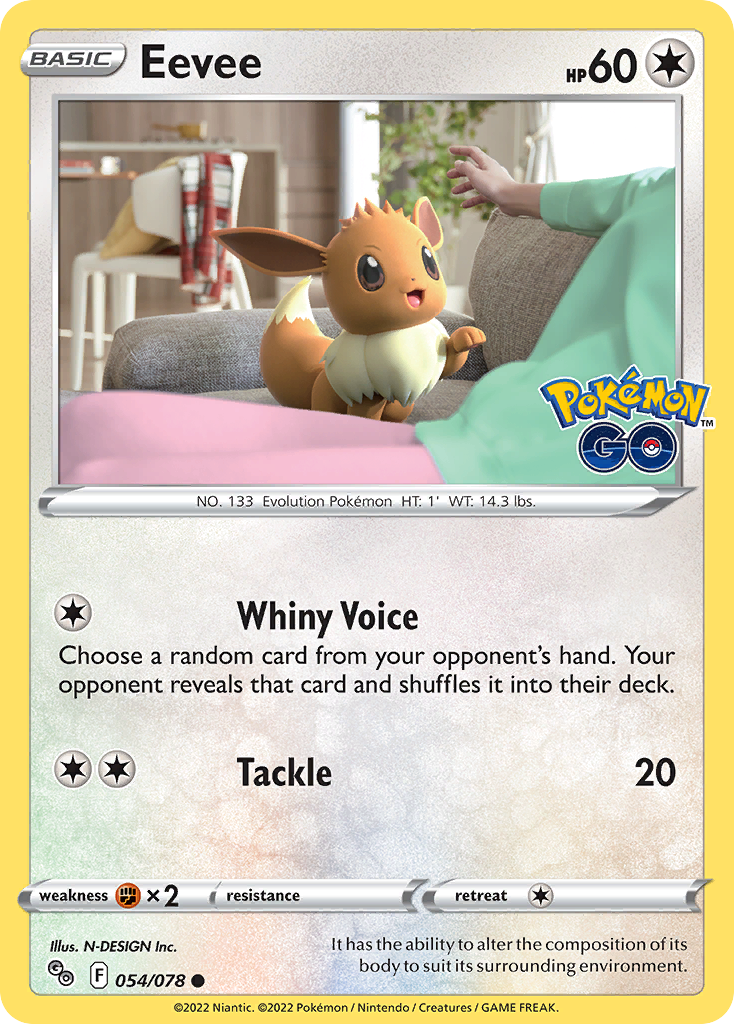 BASIC Eevee HP60
POKÉMON™
GO
NO. 133 Evolution Pokémon HT: 1' WT: 14.3 lbs.
Whiny Voice
Choose a random card from your opponent's hand. Your
opponent reveals that card and shuffles it into their deck.
Tackle 20
weakness ×2 resistance retreat
Illus. N-DESIGN Inc.
It has the ability to alter the composition of its
body to suit its surrounding environment.
GO F 054/078
©2022 Niantic. ©2022 Pokémon / Nintendo / Creatures / GAME FREAK.